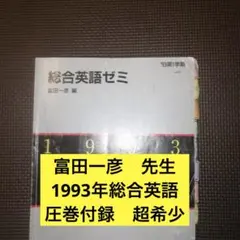 総合英語ゼミ
富田一彦 編
1 9 3
富田一彦 先生
1993年総合英語
圧巻付録 超希少